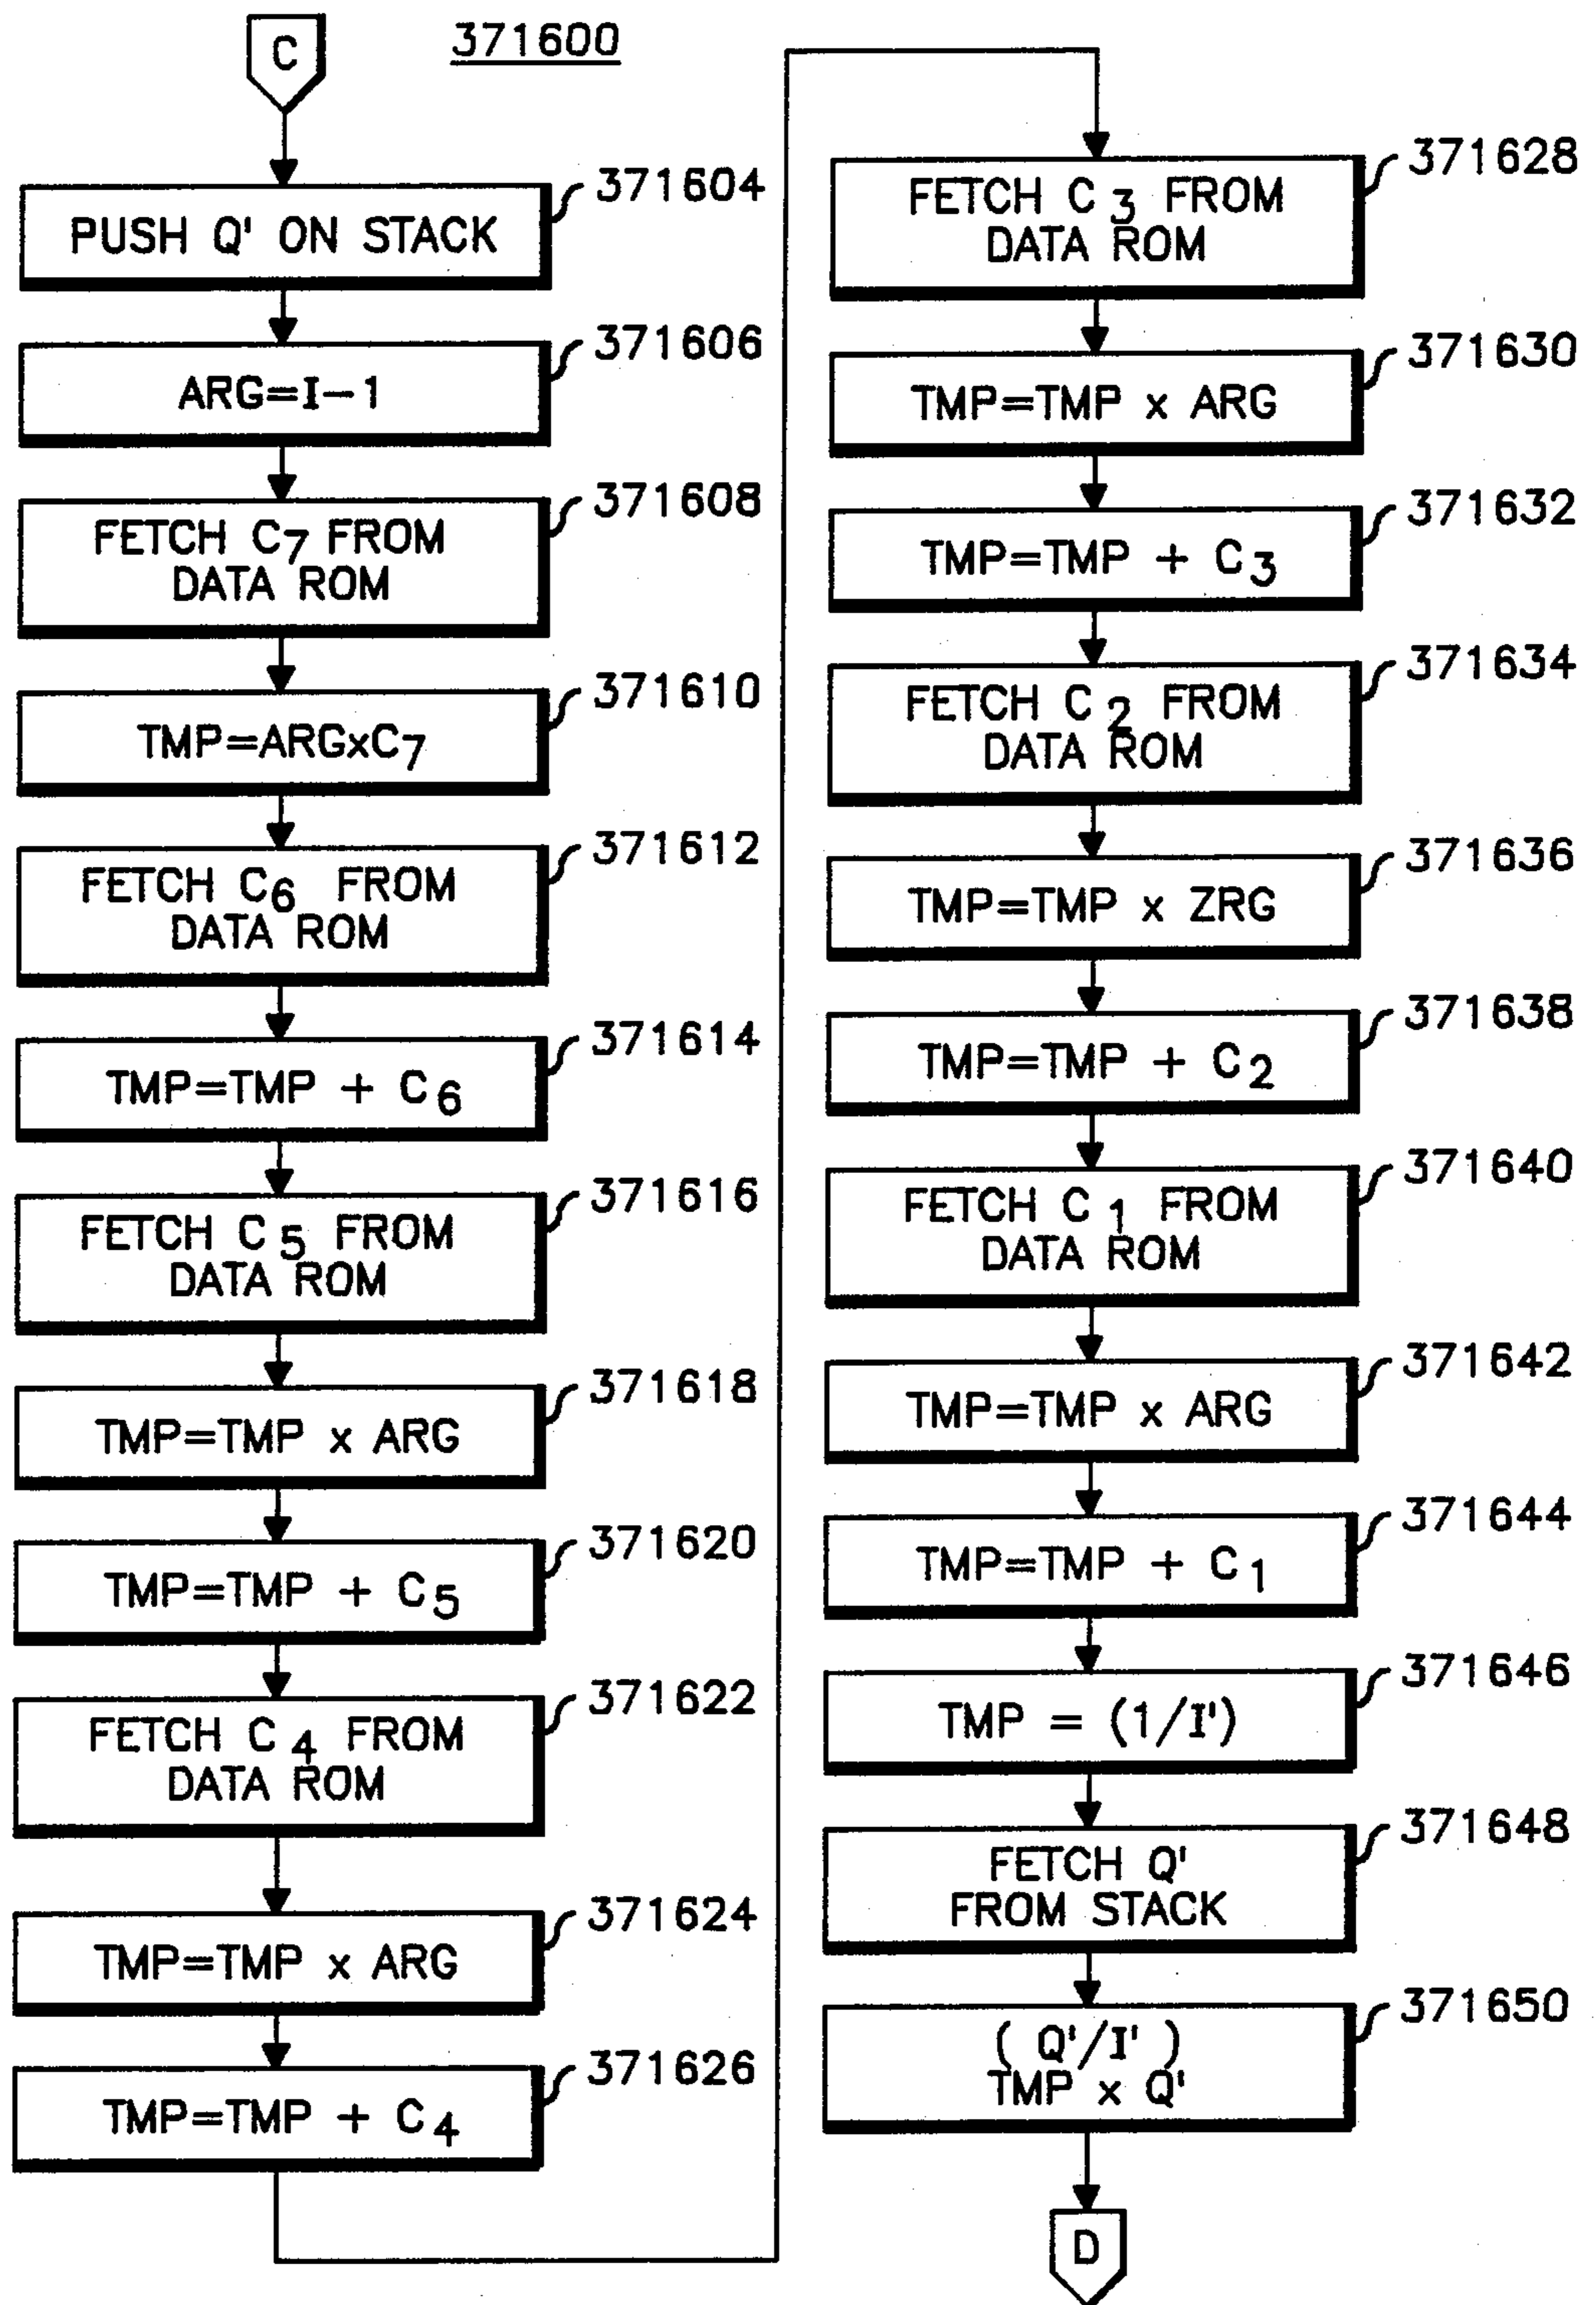 C
371600
371604
PUSH Q' ON STACK
371606
ARG=I-1
371608
FETCH C7 FROM
DATA ROM
371610
TMP=ARGxC7
371612
FETCH C6 FROM
DATA ROM
371614
TMP=TMP + C6
371616
FETCH C5 FROM
DATA ROM
371618
TMP=TMP x ARG
371620
TMP=TMP + C5
371622
FETCH C4 FROM
DATA ROM
371624
TMP=TMP x ARG
371626
TMP=TMP + C4
371628
FETCH C3 FROM
DATA ROM
371630
TMP=TMP x ARG
371632
TMP=TMP + C3
371634
FETCH C2 FROM
DATA ROM
371636
TMP=TMP x ZRG
371638
TMP=TMP + C2
371640
FETCH C1 FROM
DATA ROM
371642
TMP=TMP x ARG
371644
TMP=TMP + C1
371646
TMP = (1/I')
371648
FETCH Q'
FROM STACK
371650
( Q'/I' )
TMP x Q'
D